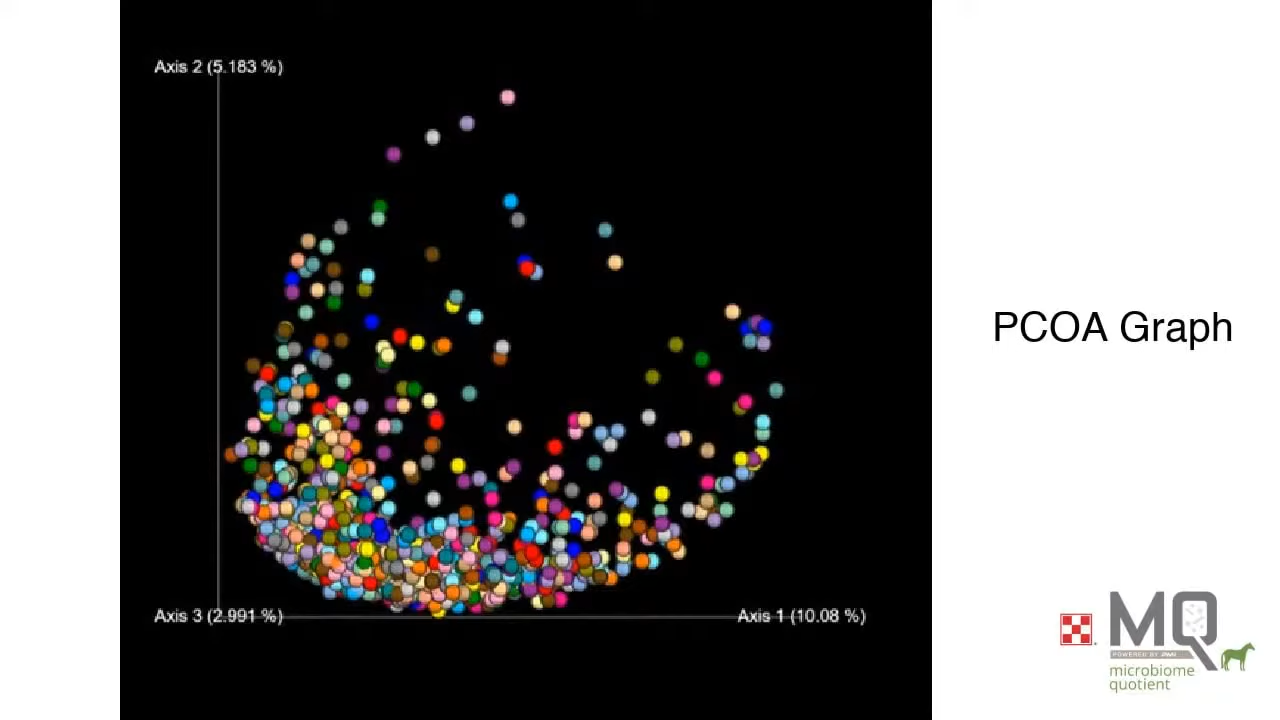 Axis 2 (5.183 %)
PCOA Graph
Axis 3 (2.991 %)
Axis 1 (10.08 %)
MQ
POWERED BY
microbiome
quotient